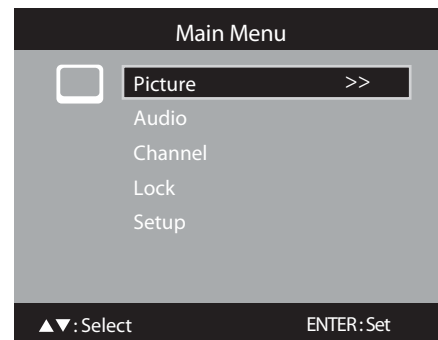 Main Menu
Picture >>
Audio
Channel
Lock
Setup
▲▼: Select ENTER: Set